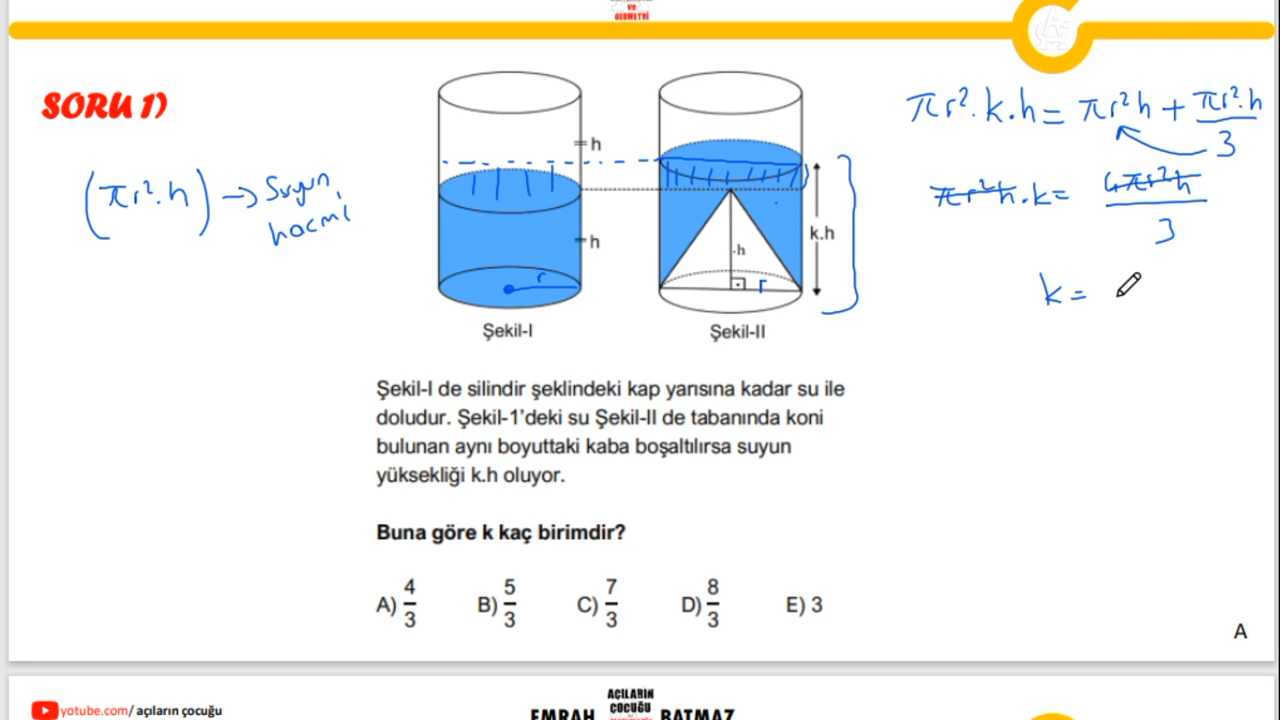 ve
GEOMETRİ
SORU 1)
(πr².h) → Suyun
hacmi
h
h
r
Şekil-I
h
r
k.h
Şekil-II
πr².k.h = πr²h + πr².h/3
πr²h.k = 4πr²h/3
k =
Şekil-I de silindir şeklindeki kap yarısına kadar su ile
doludur. Şekil-1'deki su Şekil-II de tabanında koni
bulunan aynı boyuttaki kaba boşaltılırsa suyun
yüksekliği k.h oluyor.
Buna göre k kaç birimdir?
A) 4/3 B) 5/3 C) 7/3 D) 8/3 E) 3
A
yotube.com/ açıların çocuğu
AÇILARIN
ÇOCUĞU
EMRAH BATMAZ